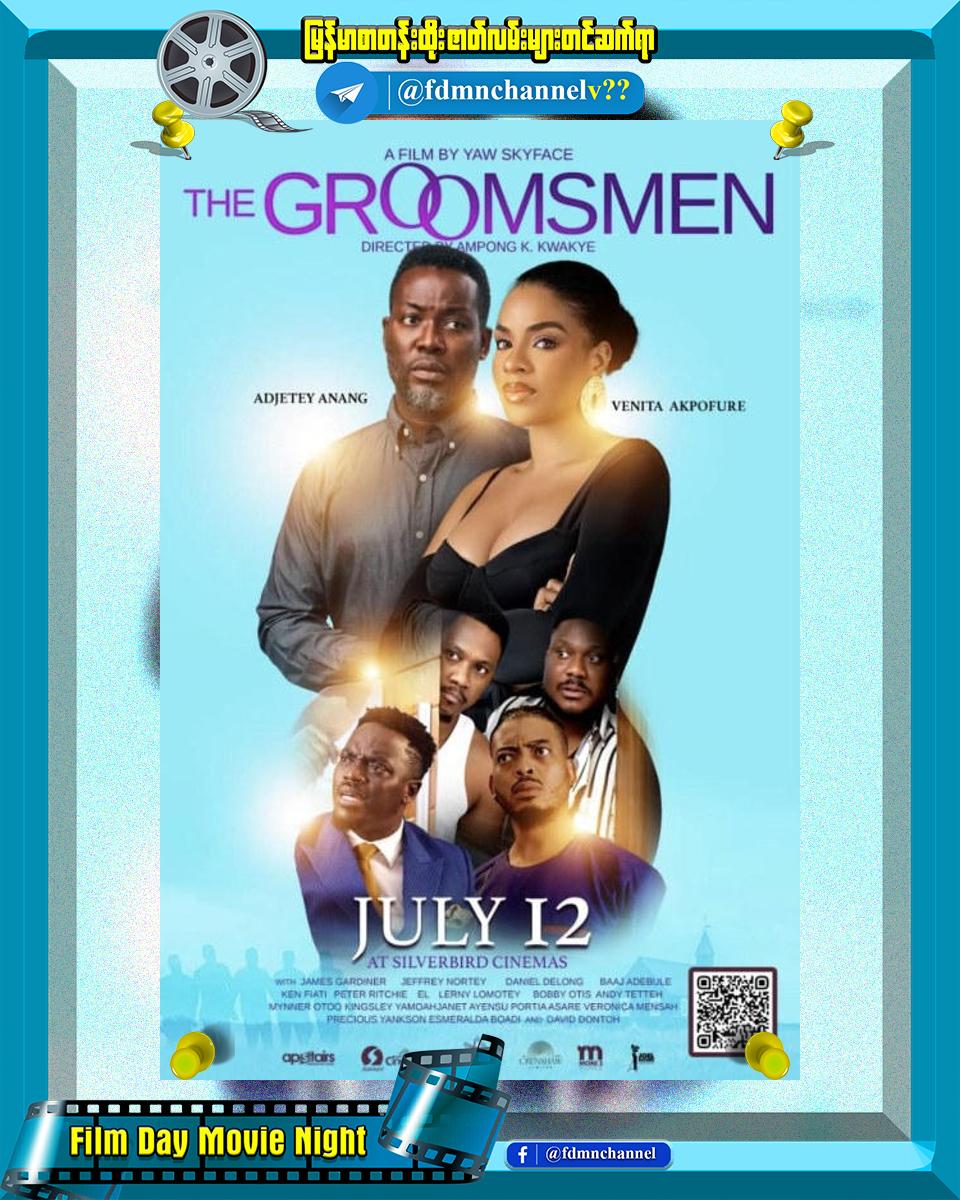 မြန်မာစာတန်းထိုးဇာတ်လမ်းများတင်ဆက်ရာ
@fdmnchannelv??
A FILM BY YAW SKYFACE
THE GROOMSMEN
DIRECTED BY AMPONG K. KWAKYE
ADJETEY ANANG
VENITA AKPOFURE
JULY 12
AT SILVERBIRD CINEMAS
WITH JAMES GARDINER JEFFREY NORTEY DANIEL DELONG BAAJ ADEBULE
KEN FIATI PETER RITCHIE EL LERNY LOMOTEY BOBBY OTIS ANDY TETTEH
MYNNER OTOO KINGSLEY YAMOAHJANET AYENSU PORTIA ASARE VERONICA MENSAH
PRECIOUS YANKSON ESMERALDA BOADI AND DAVID DONTOH
Film Day Movie Night
@fdmnchannel